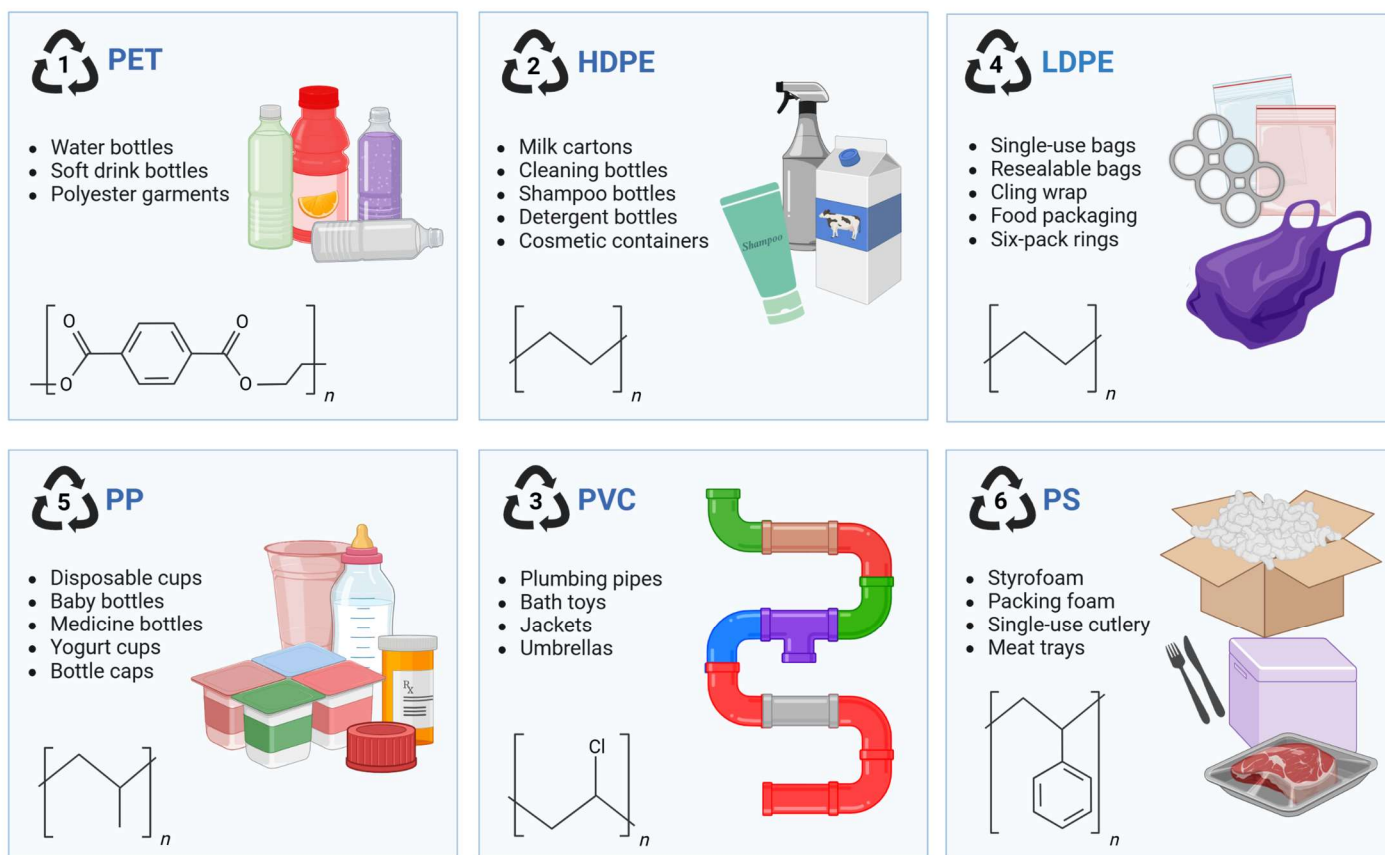 1 PET
Water bottles
Soft drink bottles
Polyester garments
O
O
O
O
n
2 HDPE
Milk cartons
Cleaning bottles
Shampoo bottles
Detergent bottles
Cosmetic containers
Shampoo
n
4 LDPE
Single-use bags
Resealable bags
Cling wrap
Food packaging
Six-pack rings
n
5 PP
Disposable cups
Baby bottles
Medicine bottles
Yogurt cups
Bottle caps
Rx
n
3 PVC
Plumbing pipes
Bath toys
Jackets
Umbrellas
Cl
n
6 PS
Styrofoam
Packing foam
Single-use cutlery
Meat trays
n